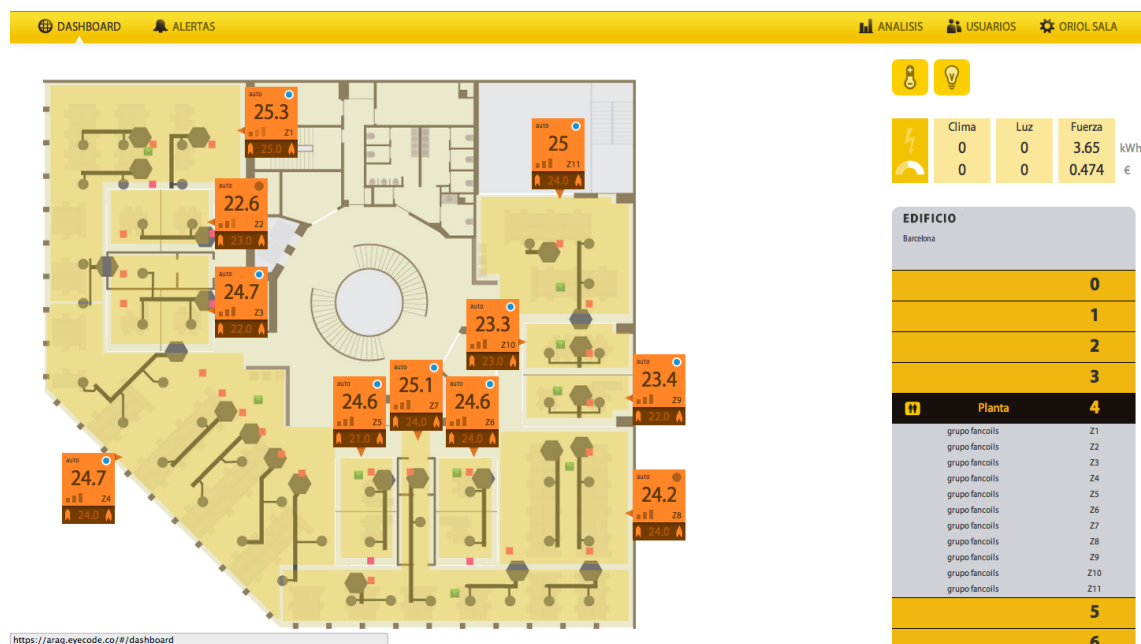 DASHBOARD ALERTAS ANALISIS USUARIOS ORIOL SALA
auto
25.3
Z1
25.0
auto
25
Z11
24.0
auto
22.6
Z2
23.0
auto
24.7
Z3
22.0
auto
23.3
Z10
23.0
auto
23.4
Z9
22.0
auto
25.1
Z7
24.0
auto
24.6
Z5
21.0
auto
24.6
Z6
24.0
auto
24.7
Z4
24.0
auto
24.2
Z8
24.0
Clima Luz Fuerza
0 0 3.65 kWh
0 0 0.474 €
EDIFICIO
Barcelona
0
1
2
3
Planta 4
grupo fancoils Z1
grupo fancoils Z2
grupo fancoils Z3
grupo fancoils Z4
grupo fancoils Z5
grupo fancoils Z6
grupo fancoils Z7
grupo fancoils Z8
grupo fancoils Z9
grupo fancoils Z10
grupo fancoils Z11
5
6
https://arag.eyecode.co/#/dashboard